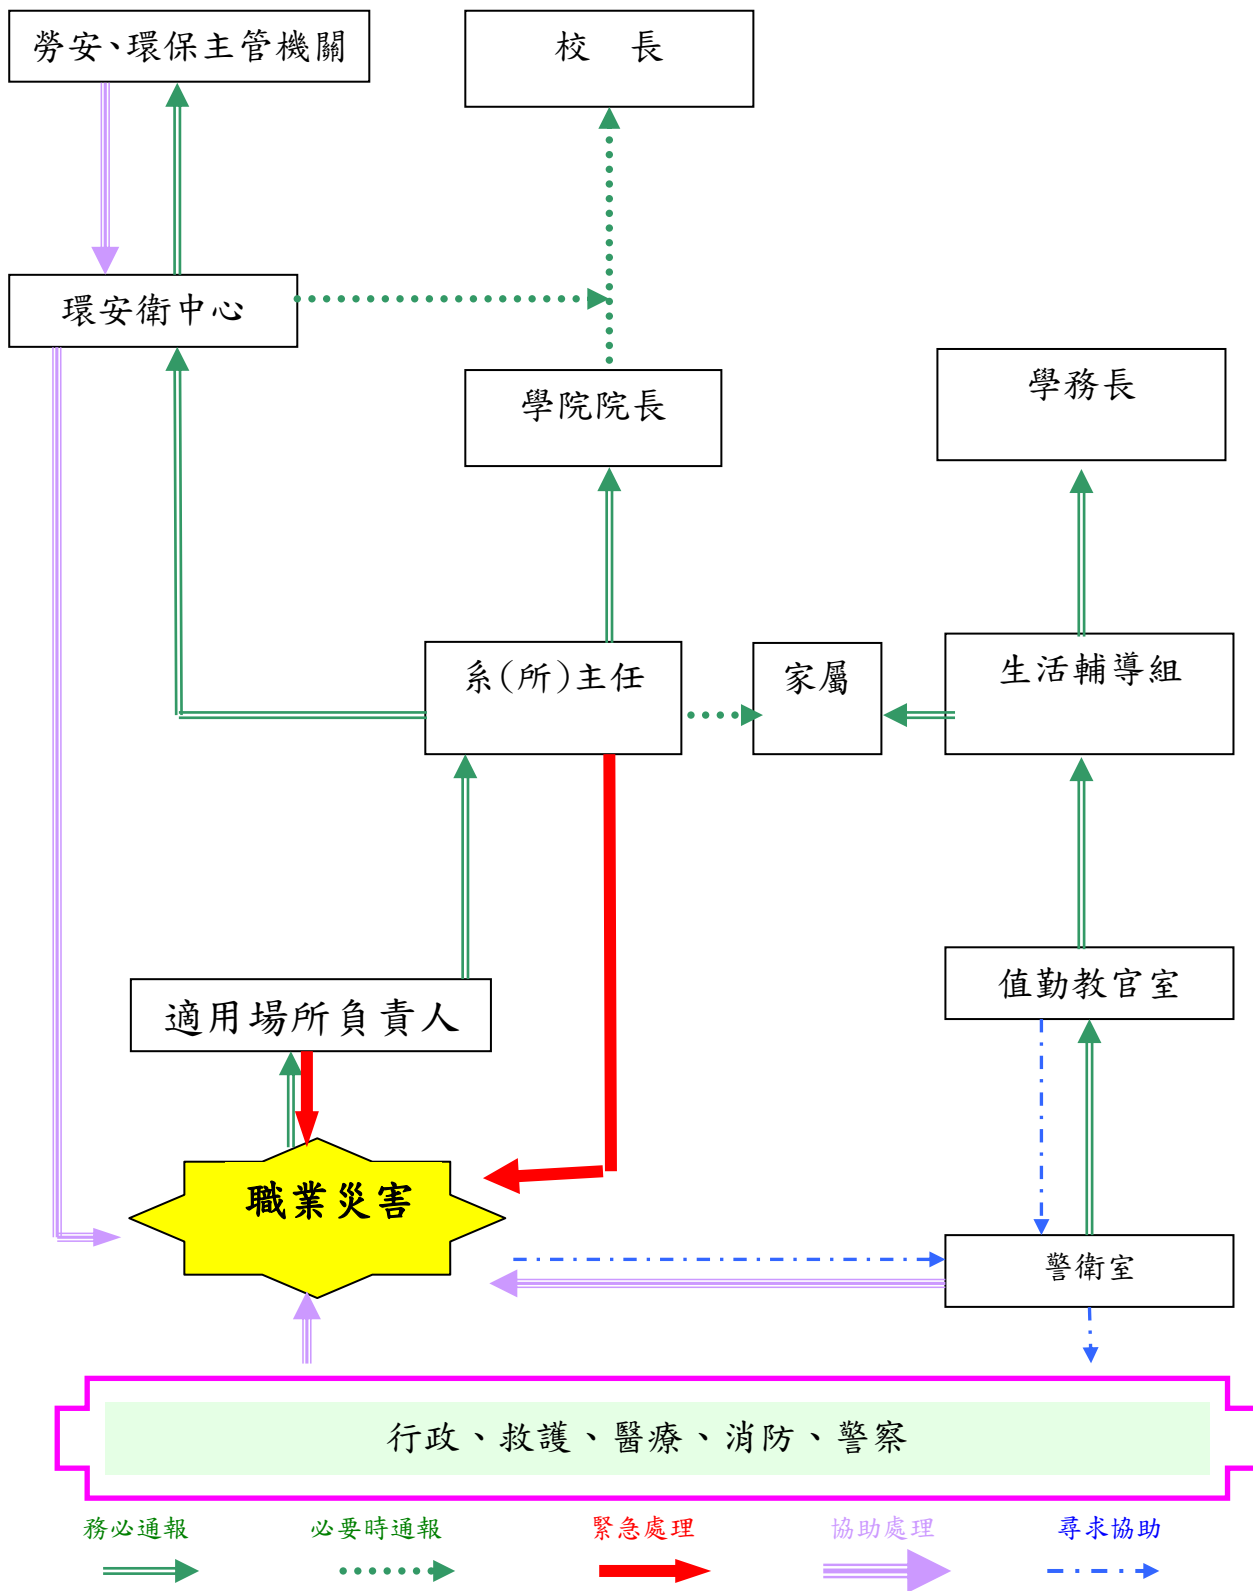 勞安、環保主管機關
校　長
環安衛中心
學院院長
學務長
系(所)主任
家屬
生活輔導組
適用場所負責人
值勤教官室
職業災害
警衛室
行政、救護、醫療、消防、警察
務必通報
必要時通報
緊急處理
協助處理
尋求協助